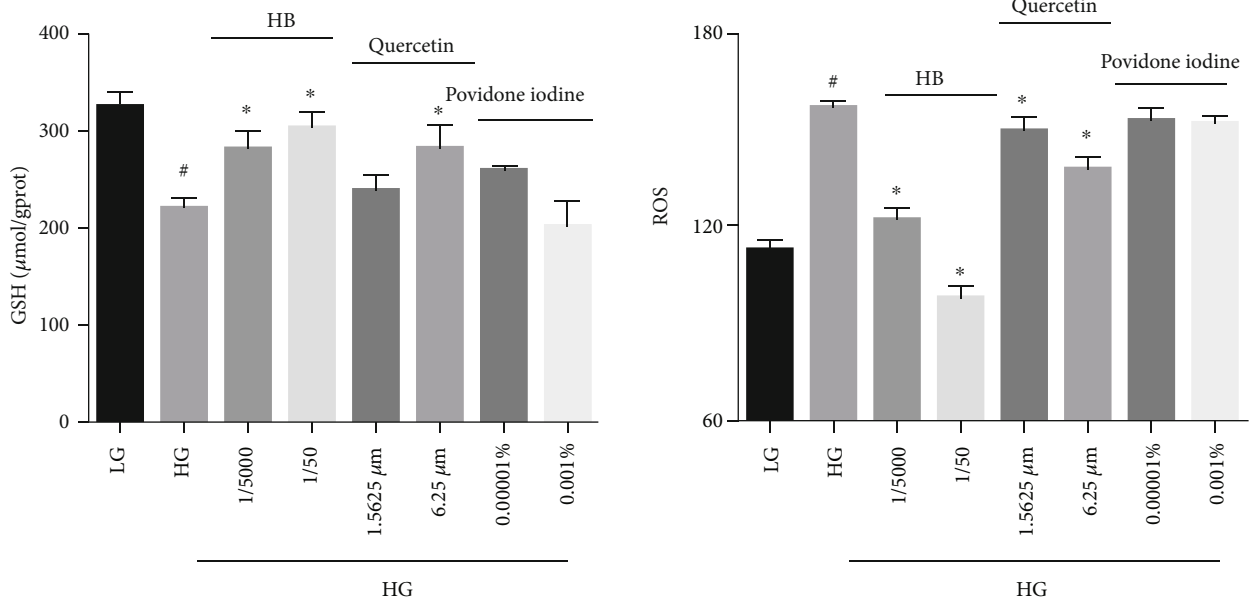 400
300
200
100
0
GSH (μmol/gprot)
HB
Quercetin
Povidone iodine
#
*
*
*
LG
HG
1/5000
1/50
1.5625 μm
6.25 μm
0.00001%
0.001%
HG
180
120
60
ROS
Quercetin
Povidone iodine
HB
#
*
*
*
*
LG
HG
1/5000
1/50
1.5625 μm
6.25 μm
0.00001%
0.001%
HG